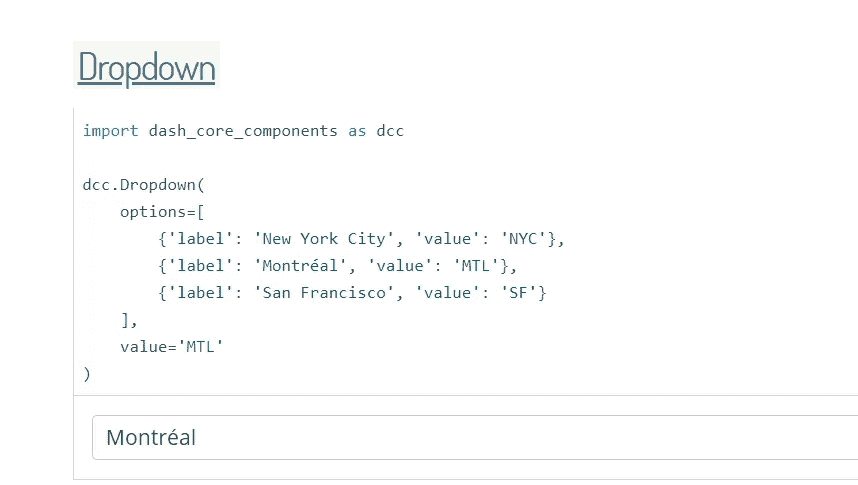 Dropdown
import dash_core_components as dcc
dcc.Dropdown(
    options=[
        {'label': 'New York City', 'value': 'NYC'},
        {'label': 'Montréal', 'value': 'MTL'},
        {'label': 'San Francisco', 'value': 'SF'}
    ],
    value='MTL'
)
Montréal